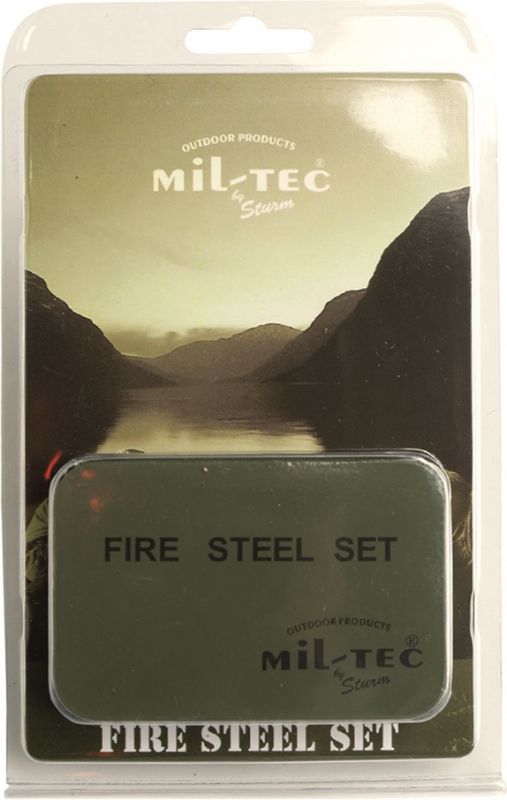 OUTDOOR PRODUCTS
MIL-TEC®
by Sturm
FIRE STEEL SET
OUTDOOR PRODUCTS
MIL-TEC®
by Sturm
FIRE STEEL SET